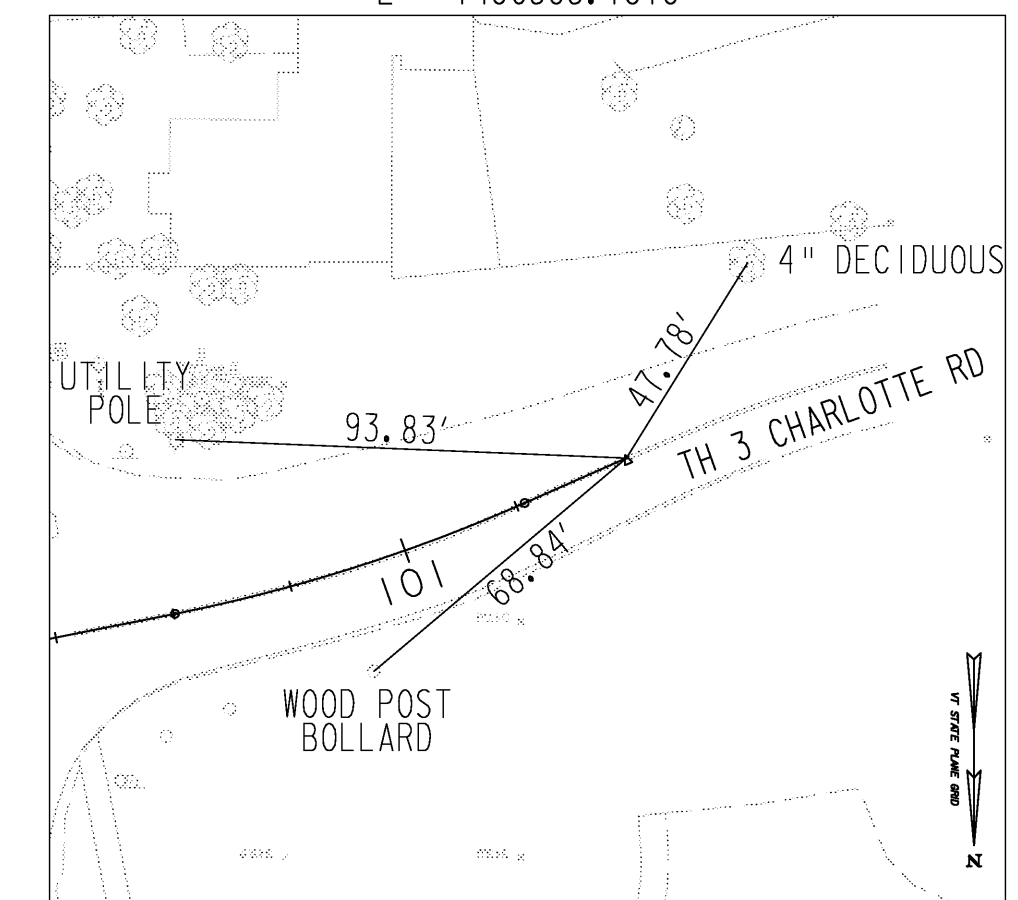 4" DECIDUOUS
47.78'
UTILITY
POLE
93.83'
TH 3 CHARLOTTE RD
68.84'
101
WOOD POST
BOLLARD
VT STATE PLANE GRID
N